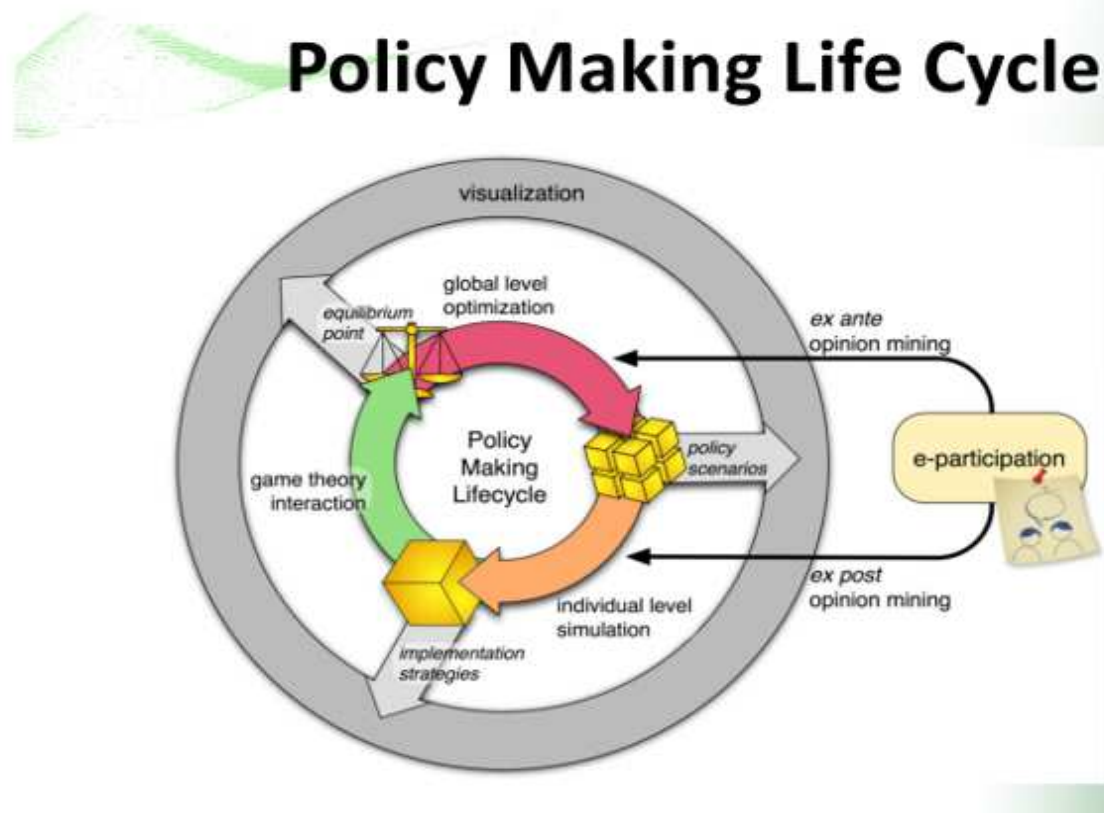 Policy Making Life Cycle
visualization
global level
optimization
equilibrium
point
ex ante
opinion mining
Policy
Making
Lifecycle
policy
scenarios
e-participation
game theory
interaction
individual level
simulation
ex post
opinion mining
implementation
strategies